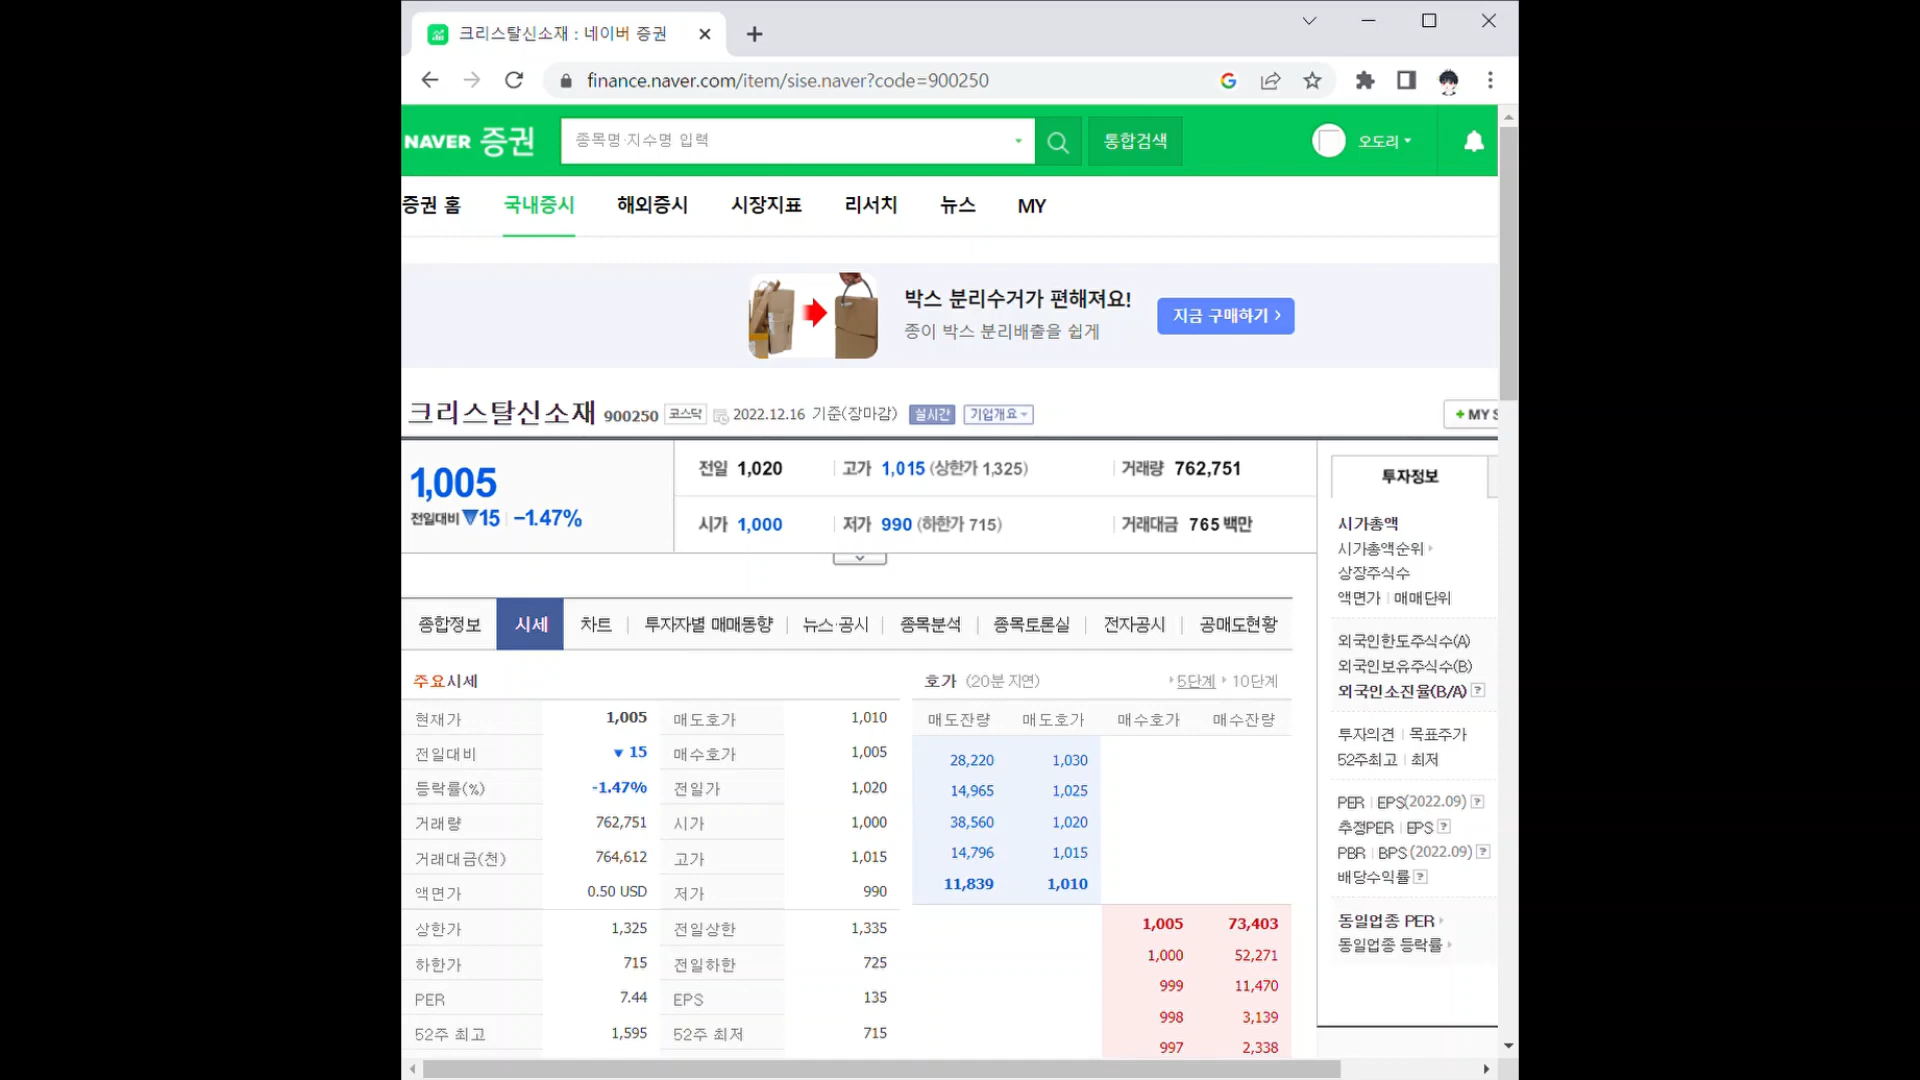 크리스탈신소재 : 네이버 증권
finance.naver.com/item/sise.naver?code=900250
NAVER 증권
종목명·지수명 입력
통합검색
오도리
증권 홈 국내증시 해외증시 시장지표 리서치 뉴스 MY
박스 분리수거가 편해져요!
종이 박스 분리배출을 쉽게
지금 구매하기 >
크리스탈신소재 900250 코스닥 2022.12.16 기준(장마감) 실시간 기업개요
+ MY S
1,005
전일대비 ▼15 -1.47%
전일 1,020 고가 1,015 (상한가 1,325) 거래량 762,751
시가 1,000 저가 990 (하한가 715) 거래대금 765 백만
종합정보 시세 차트 투자자별 매매동향 뉴스·공시 종목분석 종목토론실 전자공시 공매도현황
주요시세
현재가 1,005 매도호가 1,010
전일대비 ▼ 15 매수호가 1,005
등락률(%) -1.47% 전일가 1,020
거래량 762,751 시가 1,000
거래대금(천) 764,612 고가 1,015
액면가 0.50 USD 저가 990
상한가 1,325 전일상한 1,335
하한가 715 전일하한 725
PER 7.44 EPS 135
52주 최고 1,595 52주 최저 715
호가 (20분 지연) 5단계 10단계
매도잔량 매도호가 매수호가 매수잔량
28,220 1,030
14,965 1,025
38,560 1,020
14,796 1,015
11,839 1,010
1,005 73,403
1,000 52,271
999 11,470
998 3,139
997 2,338
투자정보
시가총액
시가총액순위
상장주식수
액면가 | 매매단위
외국인한도주식수(A)
외국인보유주식수(B)
외국인소진율(B/A) ?
투자의견 | 목표주가
52주최고 | 최저
PER | EPS(2022.09) ?
추정PER | EPS ?
PBR | BPS (2022.09) ?
배당수익률 ?
동일업종 PER
동일업종 등락률